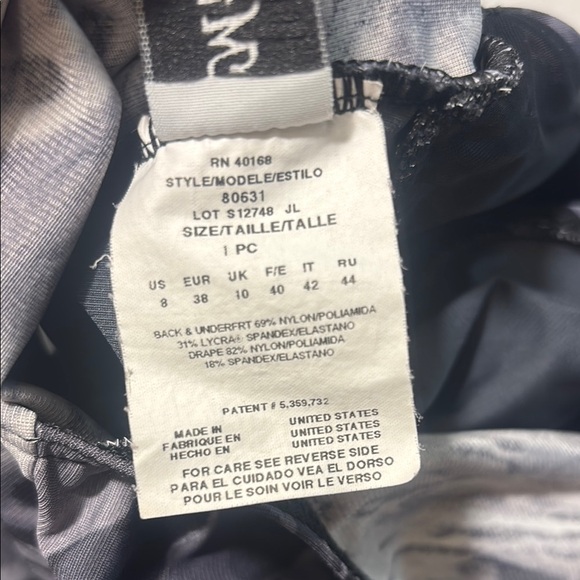 RN 40168
STYLE/MODELE/ESTILO
80631
LOT S12748 JL
SIZE/TAILLE/TALLE
1 PC
US EUR UK F/E IT RU
8 38 10 40 42 44
BACK & UNDERFRT 69% NYLON/POLIAMIDA
31% LYCRA® SPANDEX/ELASTANO
DRAPE 82% NYLON/POLIAMIDA
18% SPANDEX/ELASTANO
PATENT # 5,359,732
MADE IN UNITED STATES
FABRIQUE EN UNITED STATES
HECHO EN UNITED STATES
FOR CARE SEE REVERSE SIDE
PARA EL CUIDADO VEA EL DORSO
POUR LE SOIN VOIR LE VERSO